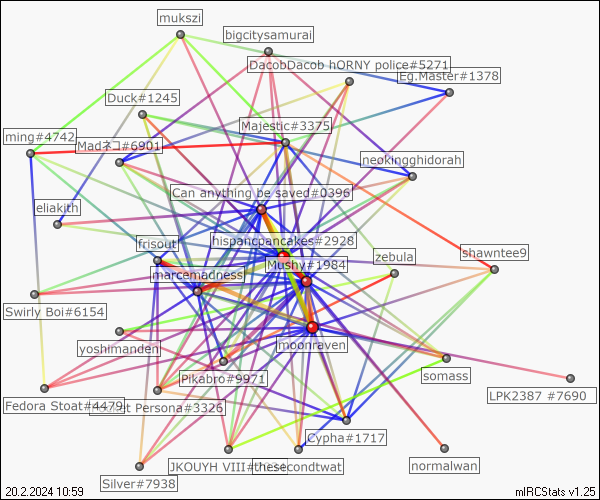 mukszi
bigcitysamurai
DacobDacob hORNY police#5271
Eg.Master#1378
Duck#1245
Majestic#3375
ming#4742
Madネコ#6901
neokingghidorah
Can anything be saved#0396
eliakith
frisout
hispancpancakes#2928
zebula
shawntee9
Mushy#1984
marcemadness
Swirly Boi#6154
yoshimanden
moonraven
Pikabro#9971
somass
LPK2387 #7690
Fedora Stoat#4479
Persona#3326
Cypha#1717
JKOUYH VIII
thesecondtwat
normalwan
Silver#7938
20.2.2024 10:59
mIRCStats v1.25